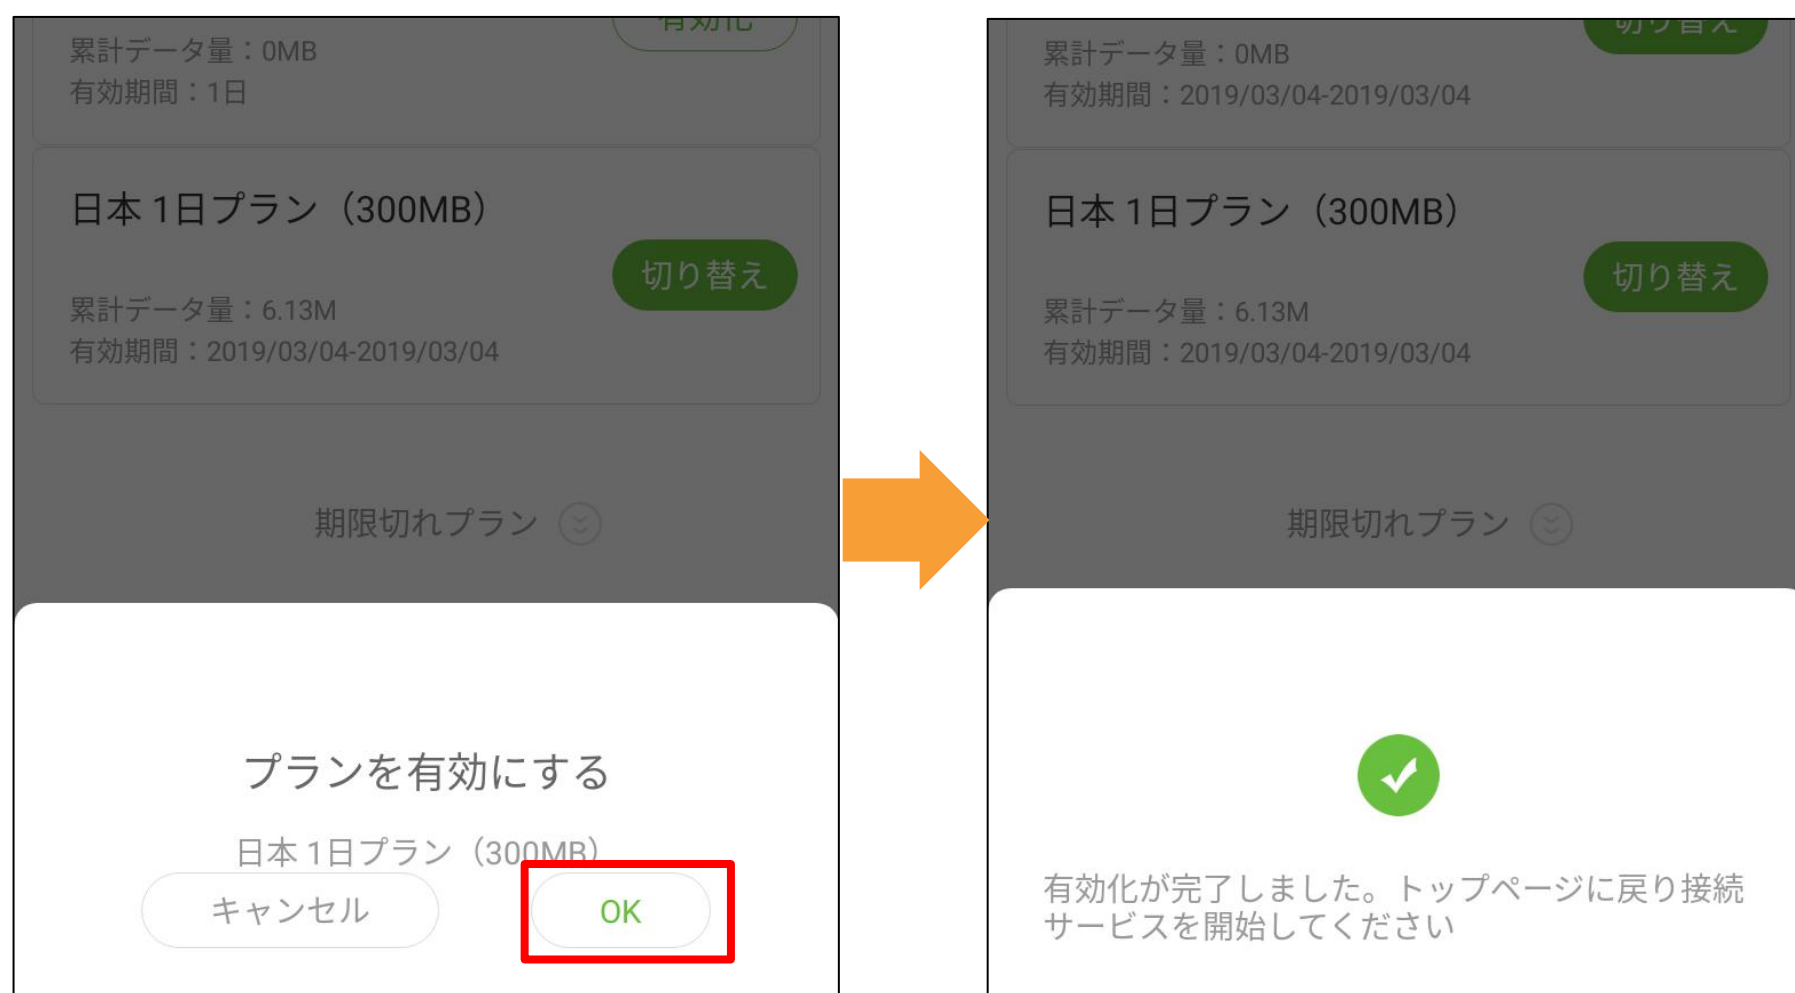 有効化
累計データ量：0MB
有効期間：1日
日本 1日プラン（300MB）
切り替え
累計データ量：6.13M
有効期間：2019/03/04-2019/03/04
期限切れプラン
プランを有効にする
日本 1日プラン（300MB）
キャンセル
OK
切り替え
累計データ量：0MB
有効期間：2019/03/04-2019/03/04
日本 1日プラン（300MB）
切り替え
累計データ量：6.13M
有効期間：2019/03/04-2019/03/04
期限切れプラン
有効化が完了しました。トップページに戻り接続
サービスを開始してください